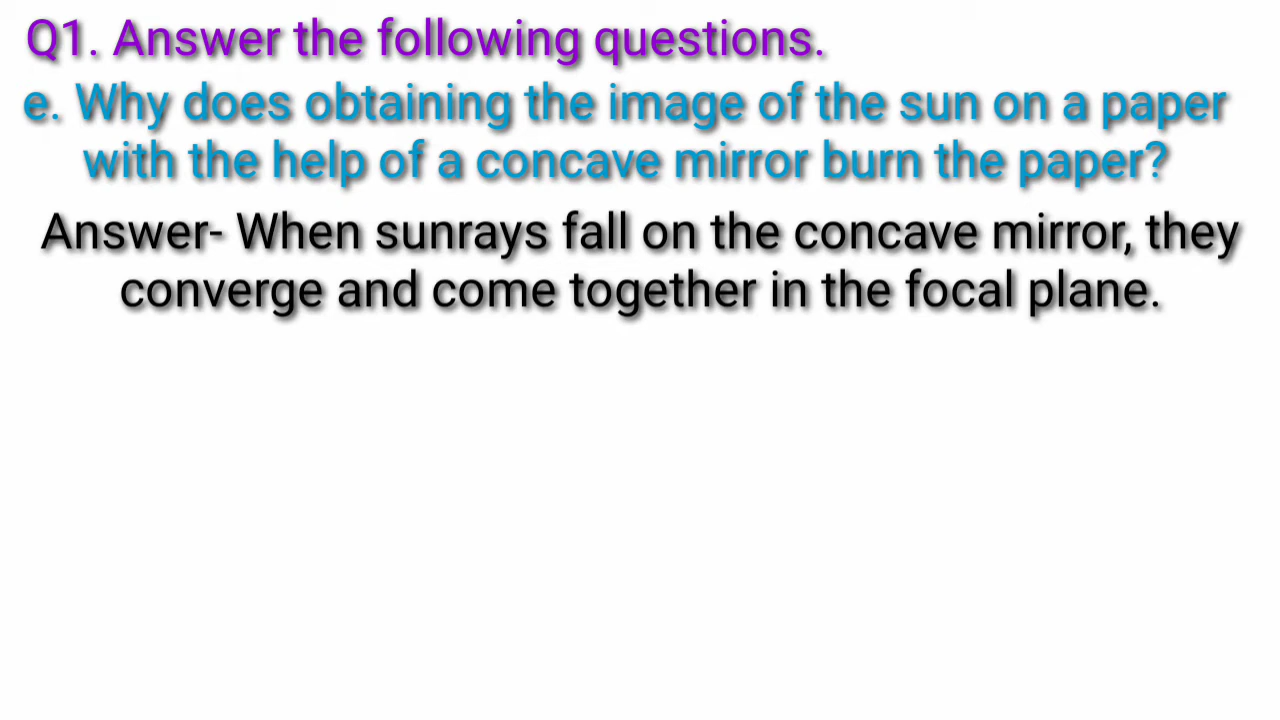 Q1. Answer the following questions.
e. Why does obtaining the image of the sun on a paper
with the help of a concave mirror burn the paper?
Answer- When sunrays fall on the concave mirror, they
converge and come together in the focal plane.